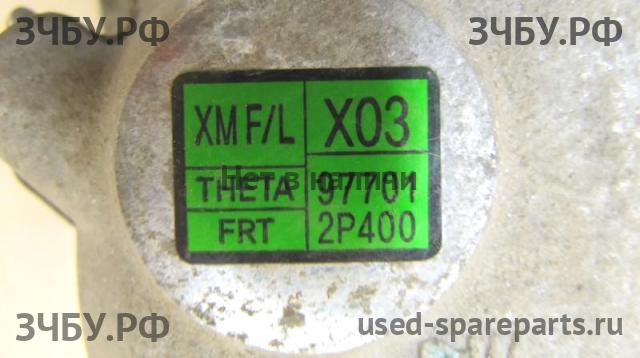 ЗЧБУ.РФ ЗЧБУ.РФ
XM F/L X03
THETA 97701
Нет в наличии
FRT 2P400
ЗЧБУ.РФ used-spareparts.ru